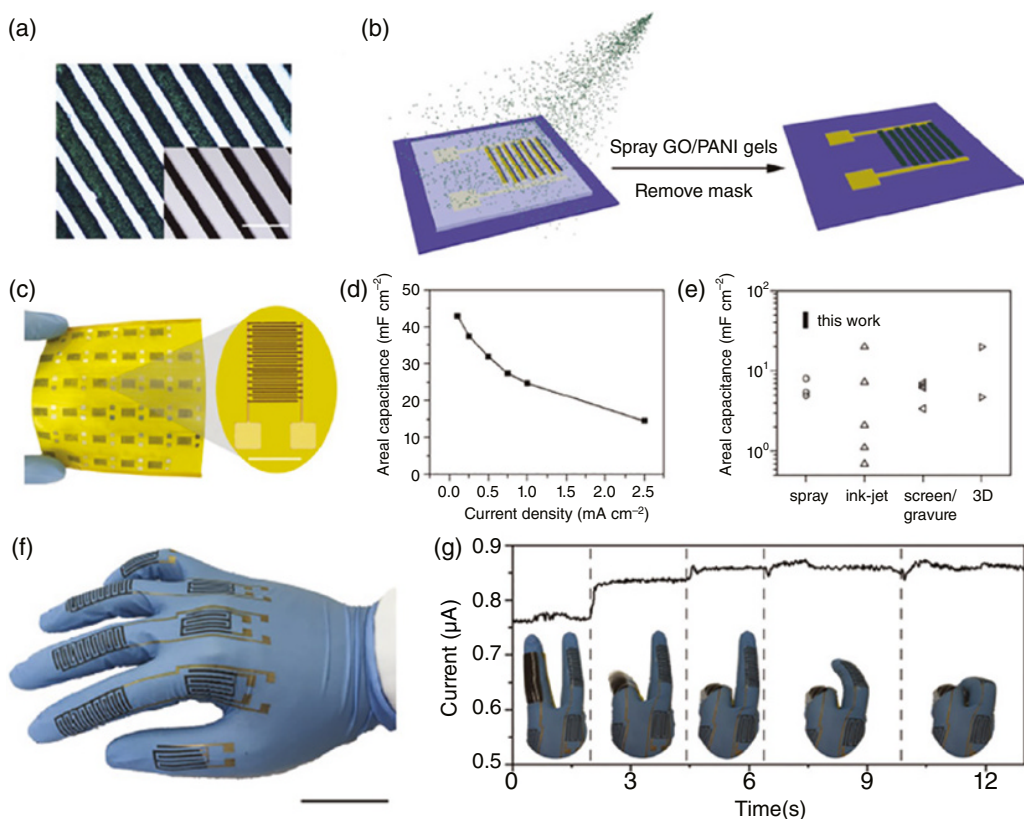 (a)
(b)
Spray GO/PANI gels
Remove mask
(c)
(d)
Areal capacitance (mF cm⁻²)
50
40
30
20
10
0
0.0 0.5 1.0 1.5 2.0 2.5
Current density (mA cm⁻²)
(e)
Areal capacitance (mF cm⁻²)
10²
10¹
10⁰
this work
spray ink-jet screen/ 3D
gravure
(f)
(g)
Current (µA)
0.9
0.8
0.7
0.6
0.5
0 3 6 9 12
Time(s)